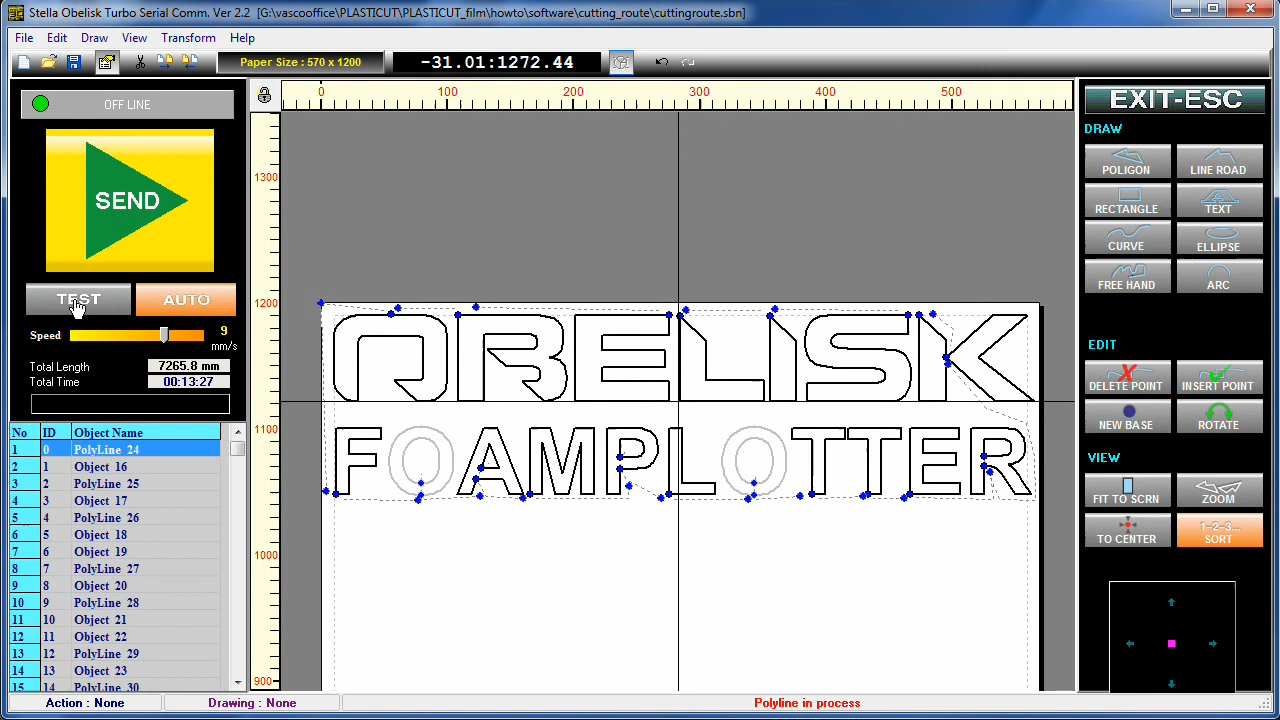 Stella Obelisk Turbo Serial Comm. Ver 2.2 [G:\vascooffice\PLASTICUT\PLASTICUT_film\howto\software\cutting_route\cuttingroute.sbn]
File Edit Draw View Transform Help
Paper Size : 570 x 1200
-31.01:1272.44
OFF LINE
SEND
TEST
AUTO
Speed
9
mm/s
Total Length 7265.8 mm
Total Time 00:13:27
No ID Object Name
1 0 PolyLine 24
2 1 Object 16
3 2 PolyLine 25
4 3 Object 17
5 4 PolyLine 26
6 5 Object 18
7 6 Object 19
8 7 PolyLine 27
9 8 Object 20
10 9 PolyLine 28
11 10 Object 21
12 11 Object 22
13 12 PolyLine 29
14 13 Object 23
15 14 PolyLine 30
0 100 200 300 400 500
1300
1200
1100
1000
900
OBELISK
FOAMPLOTTER
EXIT-ESC
DRAW
POLIGON
LINE ROAD
RECTANGLE
TEXT
CURVE
ELLIPSE
FREE HAND
ARC
EDIT
DELETE POINT
INSERT POINT
NEW BASE
ROTATE
VIEW
FIT TO SCRN
ZOOM
TO CENTER
1-2-3...
SORT
Action : None
Drawing : None
Polyline in process